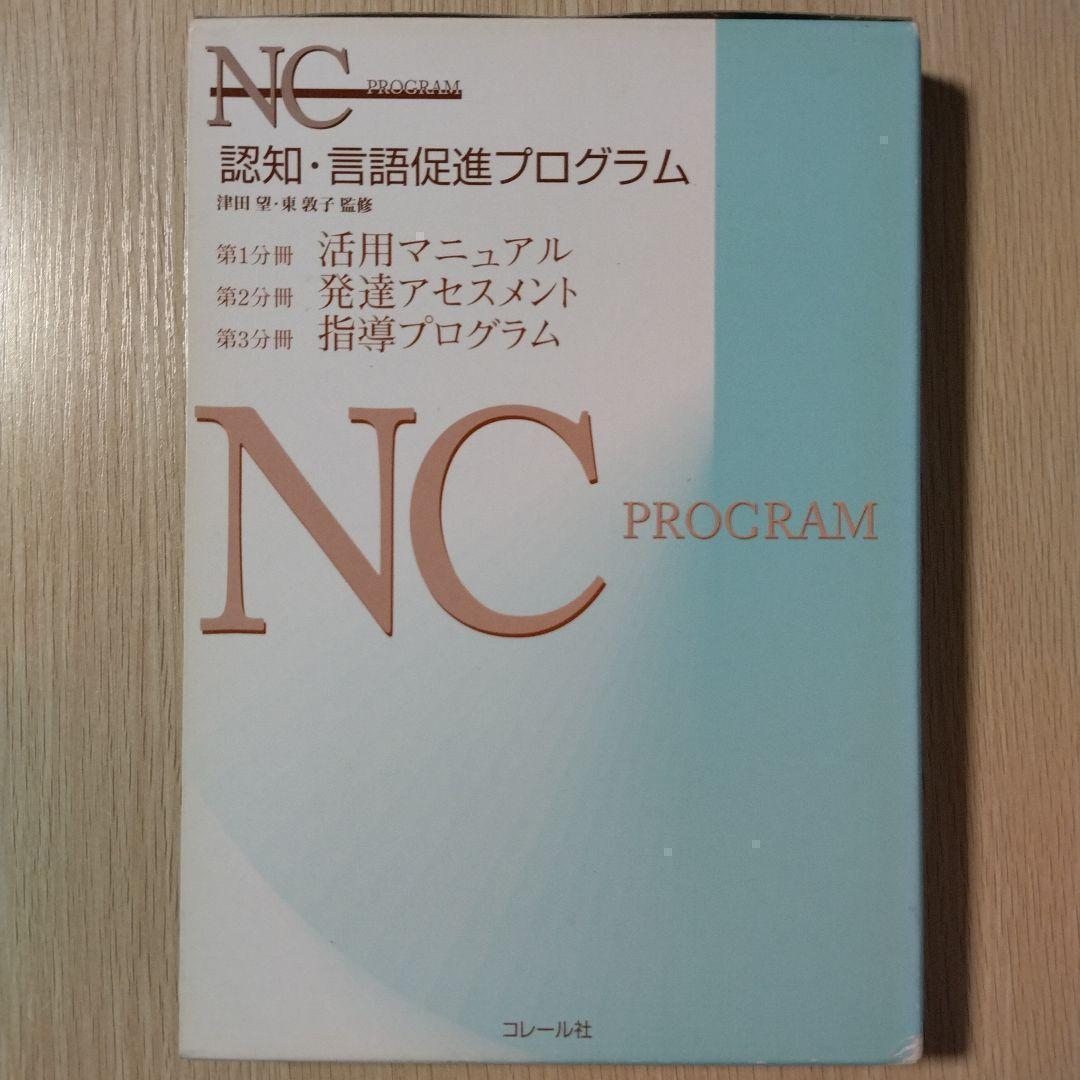 NC PROGRAM
認知・言語促進プログラム
津田 望・東 敦子 監修
第1分冊 活用マニュアル
第2分冊 発達アセスメント
第3分冊 指導プログラム
NC PROGRAM
コレール社